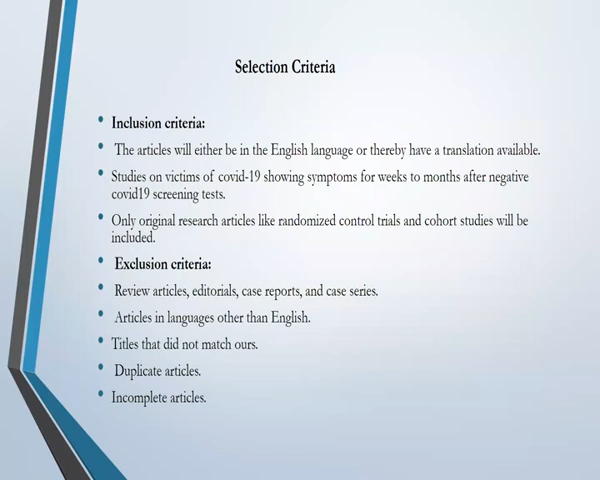 Selection Criteria
Inclusion criteria:
The articles will either be in the English language or thereby have a translation available.
Studies on victims of covid-19 showing symptoms for weeks to months after negative
covid19 screening tests.
Only original research articles like randomized control trials and cohort studies will be
included.
Exclusion criteria:
Review articles, editorials, case reports, and case series.
Articles in languages other than English.
Titles that did not match ours.
Duplicate articles.
Incomplete articles.